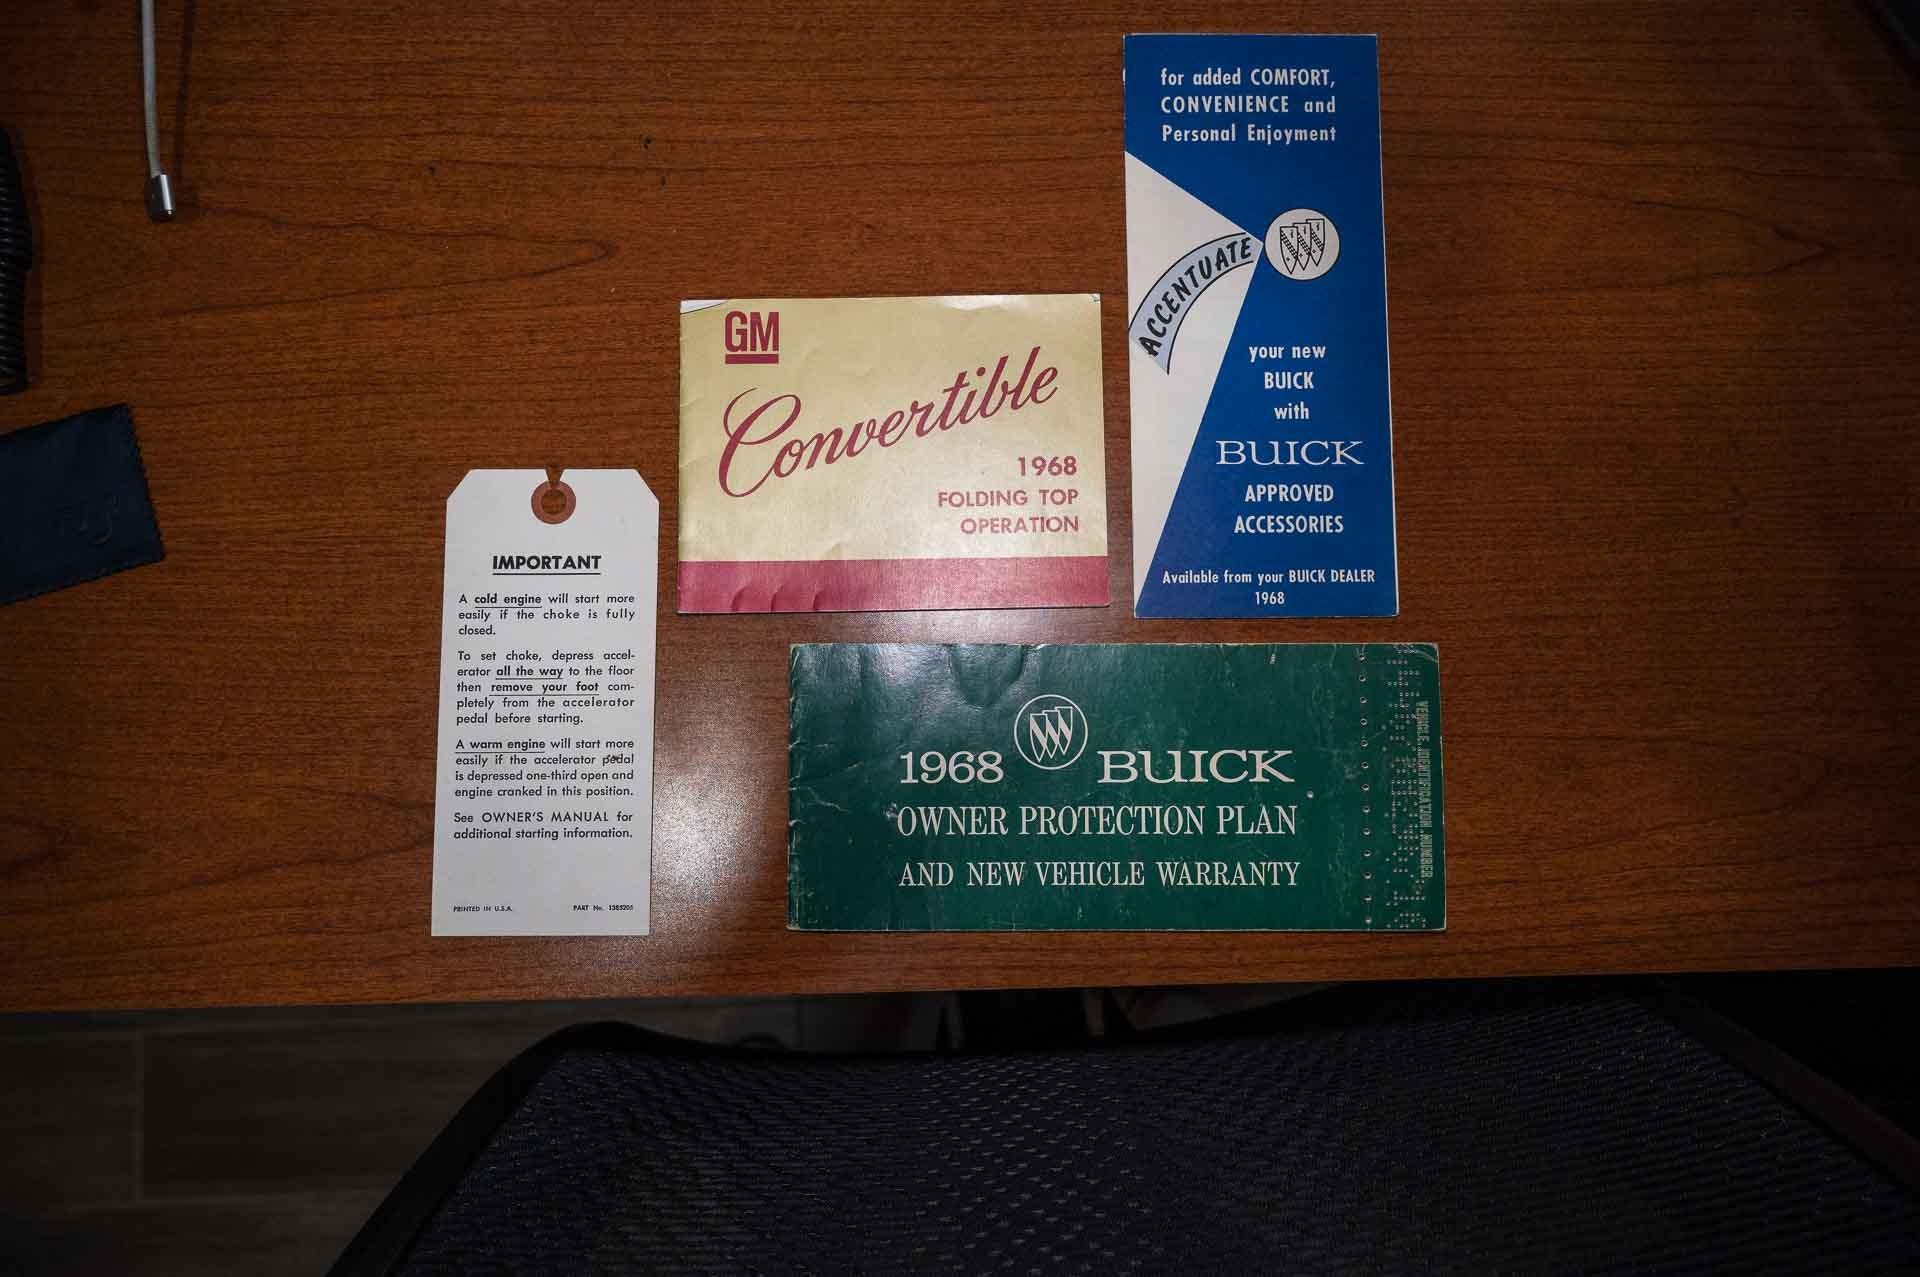 for added COMFORT,
CONVENIENCE and
Personal Enjoyment
ACCENTUATE
your new
BUICK
with
BUICK
APPROVED
ACCESSORIES
Available from your BUICK DEALER
1968
GM
Convertible
1968
FOLDING TOP
OPERATION
IMPORTANT
A cold engine will start more
easily if the choke is fully
closed.
To set choke, depress accel-
erator all the way to the floor
then remove your foot com-
pletely from the accelerator
pedal before starting.
A warm engine will start more
easily if the accelerator pedal
is depressed one-third open and
engine cranked in this position.
See OWNER'S MANUAL for
additional starting information.
PRINTED IN U.S.A.
PART No. 1385205
1968 BUICK
OWNER PROTECTION PLAN
AND NEW VEHICLE WARRANTY
VEHICLE IDENTIFICATION NUMBER